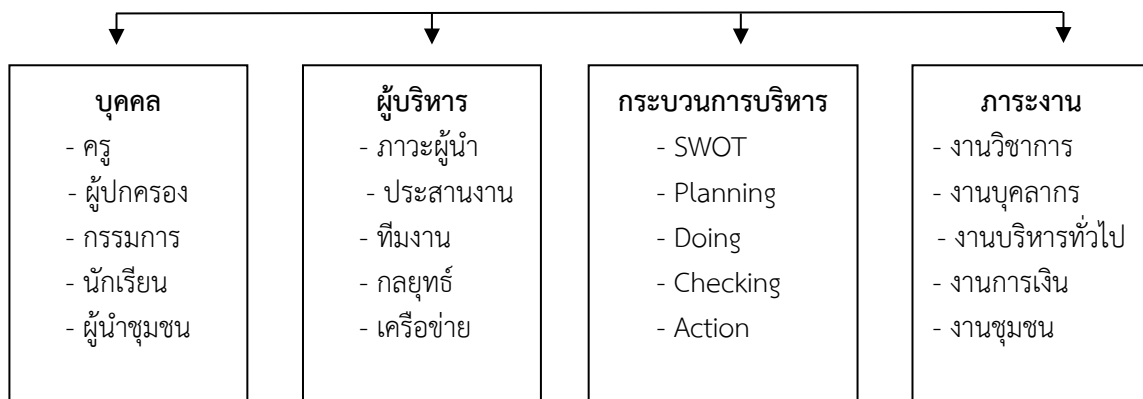 บุคคล
- ครู
- ผู้ปกครอง
- กรรมการ
- นักเรียน
- ผู้นำชุมชน
ผู้บริหาร
- ภาวะผู้นำ
- ประสานงาน
- ทีมงาน
- กลยุทธ์
- เครือข่าย
กระบวนการบริหาร
- SWOT
- Planning
- Doing
- Checking
- Action
ภาระงาน
- งานวิชาการ
- งานบุคลากร
- งานบริหารทั่วไป
- งานการเงิน
- งานชุมชน